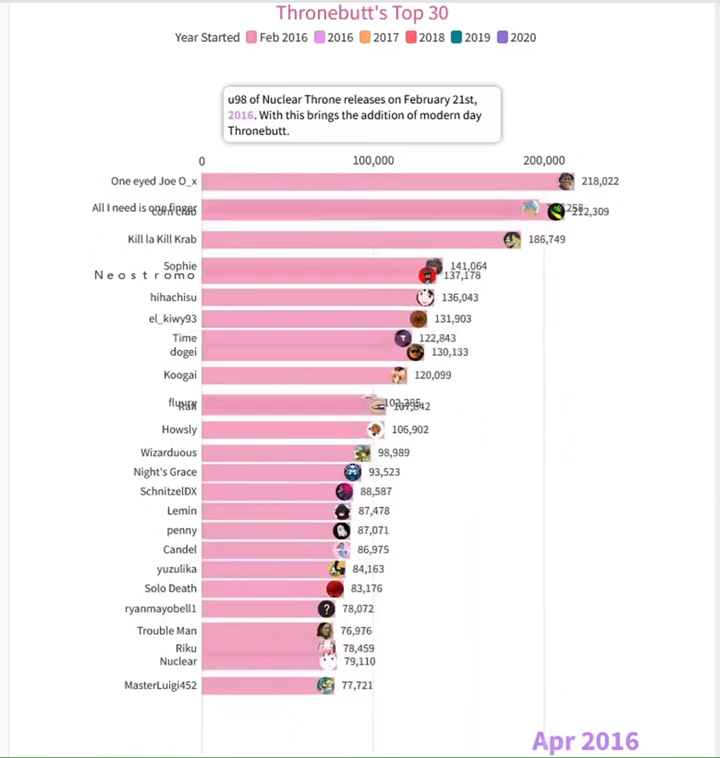 Thronebutt's Top 30
Year Started Feb 2016 2016 2017 2018 2019 2020
u98 of Nuclear Throne releases on February 21st,
2016. With this brings the addition of modern day
Thronebutt.
0 100,000 200,000
One eyed Joe O_x 218,022
All I need is one finger
corn crab 212,309
Kill la Kill Krab 186,749
Sophie 141,064
Neostromo 137,178
hihachisu 136,043
el_kiwy93 131,903
Time 122,843
dogei 130,133
Koogai 120,099
Howsly 106,902
Wizarduous 98,989
Night's Grace 93,523
SchnitzelDX 88,587
Lemin 87,478
penny 87,071
Candel 86,975
yuzulika 84,163
Solo Death 83,176
ryanmayobell1 ? 78,072
Trouble Man 76,976
Riku 78,459
Nuclear 79,110
MasterLuigi452 77,721
Apr 2016